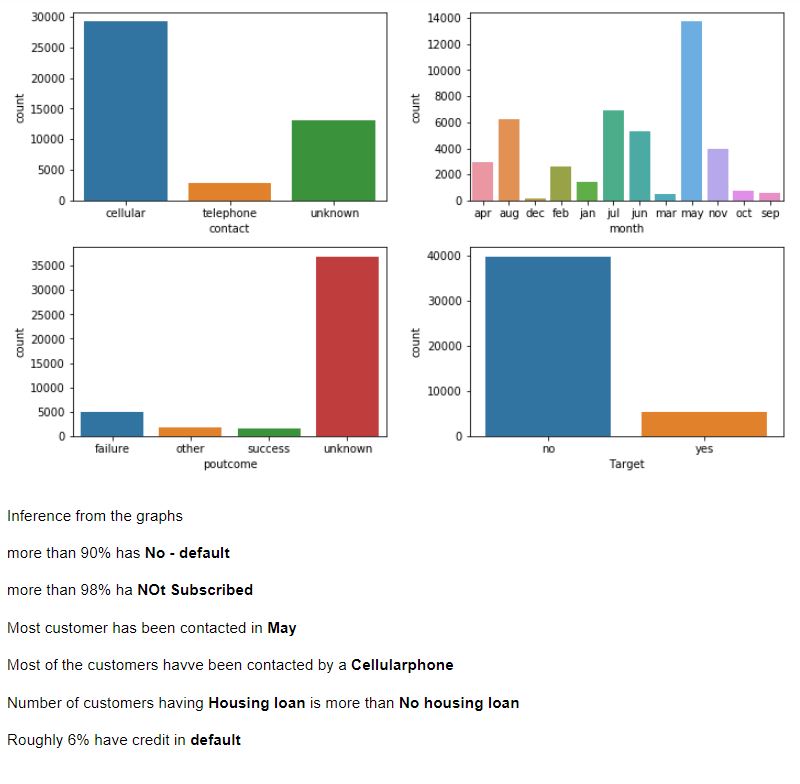 30000
25000
20000
15000
10000
5000
0
count
cellular telephone unknown
contact
14000
12000
10000
8000
6000
4000
2000
0
count
apr aug dec feb jan jul jun mar may nov oct sep
month
35000
30000
25000
20000
15000
10000
5000
0
count
failure other success unknown
poutcome
40000
30000
20000
10000
0
count
no yes
Target
Inference from the graphs
more than 90% has No - default
more than 98% ha NOt Subscribed
Most customer has been contacted in May
Most of the customers havve been contacted by a Cellularphone
Number of customers having Housing loan is more than No housing loan
Roughly 6% have credit in default